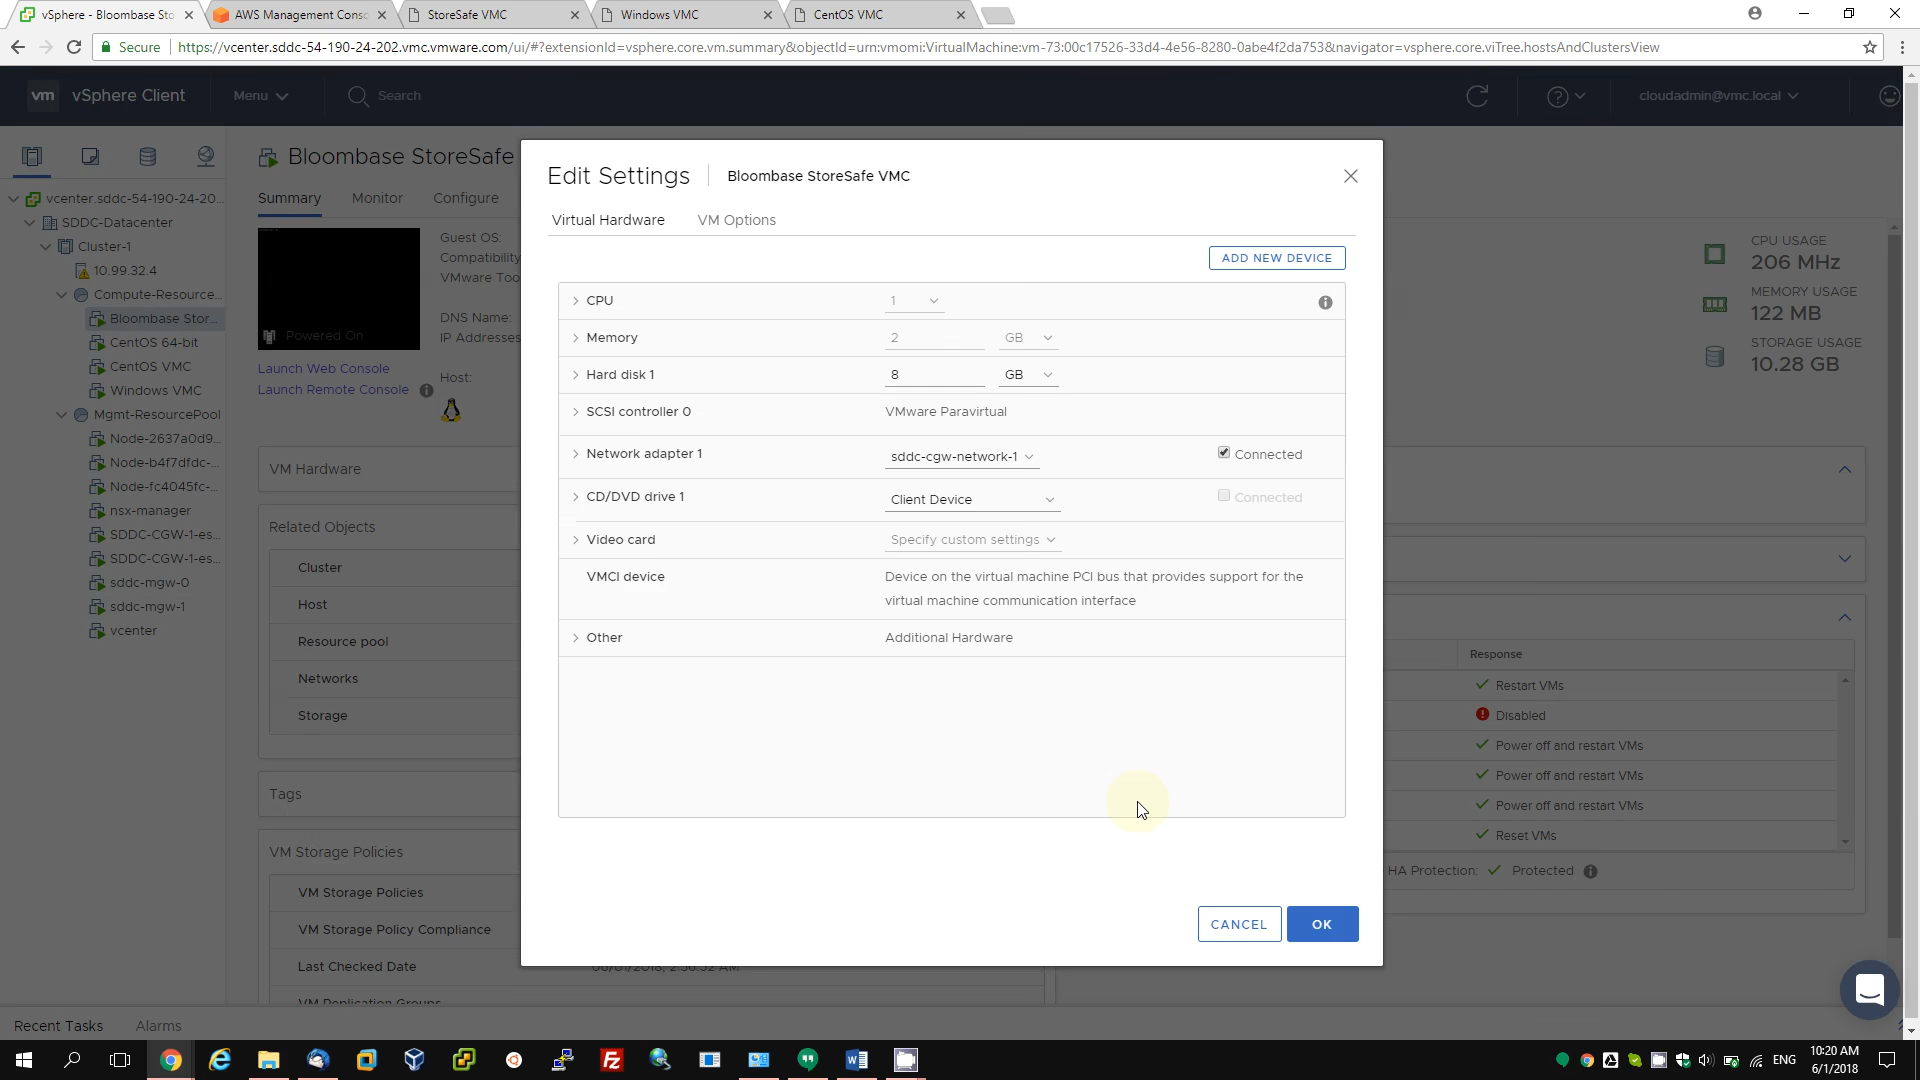 vSphere - Bloombase Sto
AWS Management Conso
StoreSafe VMC
Windows VMC
CentOS VMC
Secure
https://vcenter.sddc-54-190-24-202.vmc.vmware.com/ui/#?extensionId=vsphere.core.vm.summary&objectId=urn:vmomi:VirtualMachine:vm-73:00c17526-33d4-4e56-8280-0abe4f2da753&navigator=vsphere.core.viTree.hostsAndClustersView
vm vSphere Client
Menu
Search
cloudadmin@vmc.local
vcenter.sddc-54-190-24-20...
SDDC-Datacenter
Cluster-1
10.99.32.4
Compute-Resource...
Bloombase Stor...
CentOS 64-bit
CentOS VMC
Windows VMC
Mgmt-ResourcePool
Node-2637a0d9...
Node-b4f7dfdc-...
Node-fc4045fc-...
nsx-manager
SDDC-CGW-1-es...
SDDC-CGW-1-es...
sddc-mgw-0
sddc-mgw-1
vcenter
Bloombase StoreSafe
Summary
Monitor
Configure
Powered On
Launch Web Console
Launch Remote Console
Guest OS:
Compatibility
VMware Too
DNS Name:
IP Addresses
Host:
VM Hardware
Related Objects
Cluster
Host
Resource pool
Networks
Storage
Tags
VM Storage Policies
VM Storage Policies
VM Storage Policy Compliance
Last Checked Date
06/01/2018, 2:56:52 AM
VM Replication Groups
Edit Settings
Bloombase StoreSafe VMC
Virtual Hardware
VM Options
ADD NEW DEVICE
CPU
1
Memory
2
GB
Hard disk 1
8
GB
SCSI controller 0
VMware Paravirtual
Network adapter 1
sddc-cgw-network-1
Connected
CD/DVD drive 1
Client Device
Connected
Video card
Specify custom settings
VMCI device
Device on the virtual machine PCI bus that provides support for the
virtual machine communication interface
Other
Additional Hardware
CANCEL
OK
CPU USAGE
206 MHz
MEMORY USAGE
122 MB
STORAGE USAGE
10.28 GB
Response
Restart VMs
Disabled
Power off and restart VMs
Power off and restart VMs
Power off and restart VMs
Reset VMs
HA Protection:
Protected
Recent Tasks
Alarms
ENG
10:20 AM
6/1/2018